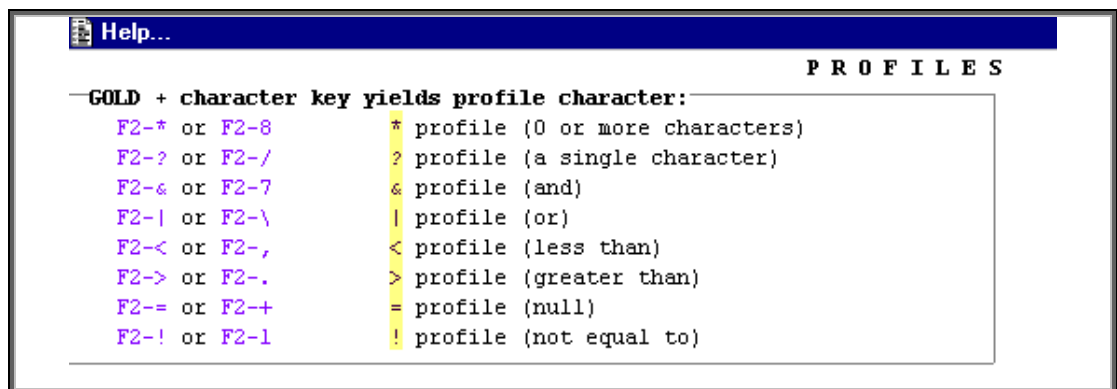 Help...
P R O F I L E S
GOLD + character key yields profile character:
F2-* or F2-8 * profile (0 or more characters)
F2-? or F2-/ ? profile (a single character)
F2-& or F2-7 & profile (and)
F2-| or F2-\ | profile (or)
F2-< or F2-, < profile (less than)
F2-> or F2-. > profile (greater than)
F2-= or F2-+ = profile (null)
F2-! or F2-1 ! profile (not equal to)